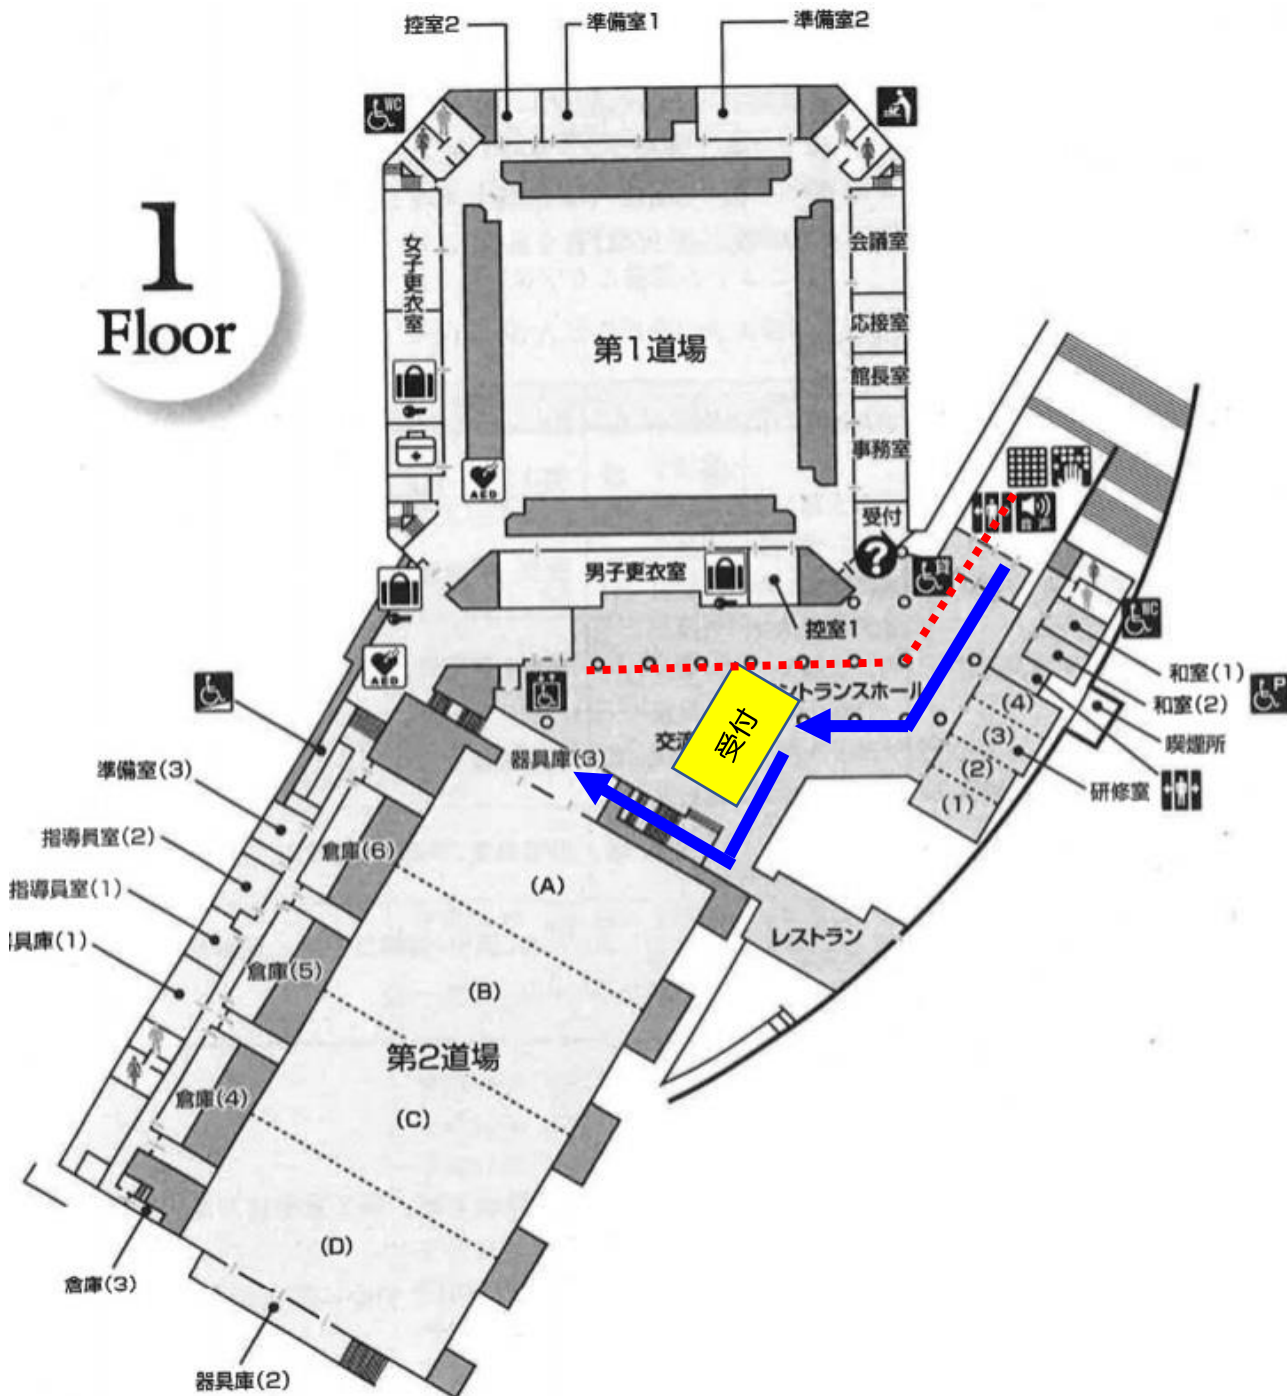 控室2
準備室1
準備室2
WC
1
Floor
女子更衣室
第1道場
会議室
応接室
館長室
事務室
AED
受付
?
男子更衣室
控室1
AED
ントランスホール
交流
受付
器具庫(3)
WC
和室(1)
和室(2)
P
喫煙所
研修室
(4)
(3)
(2)
(1)
準備室(3)
指導員室(2)
指導員室(1)
具庫(1)
倉庫(6)
倉庫(5)
倉庫(4)
(A)
(B)
第2道場
(C)
(D)
レストラン
倉庫(3)
器具庫(2)